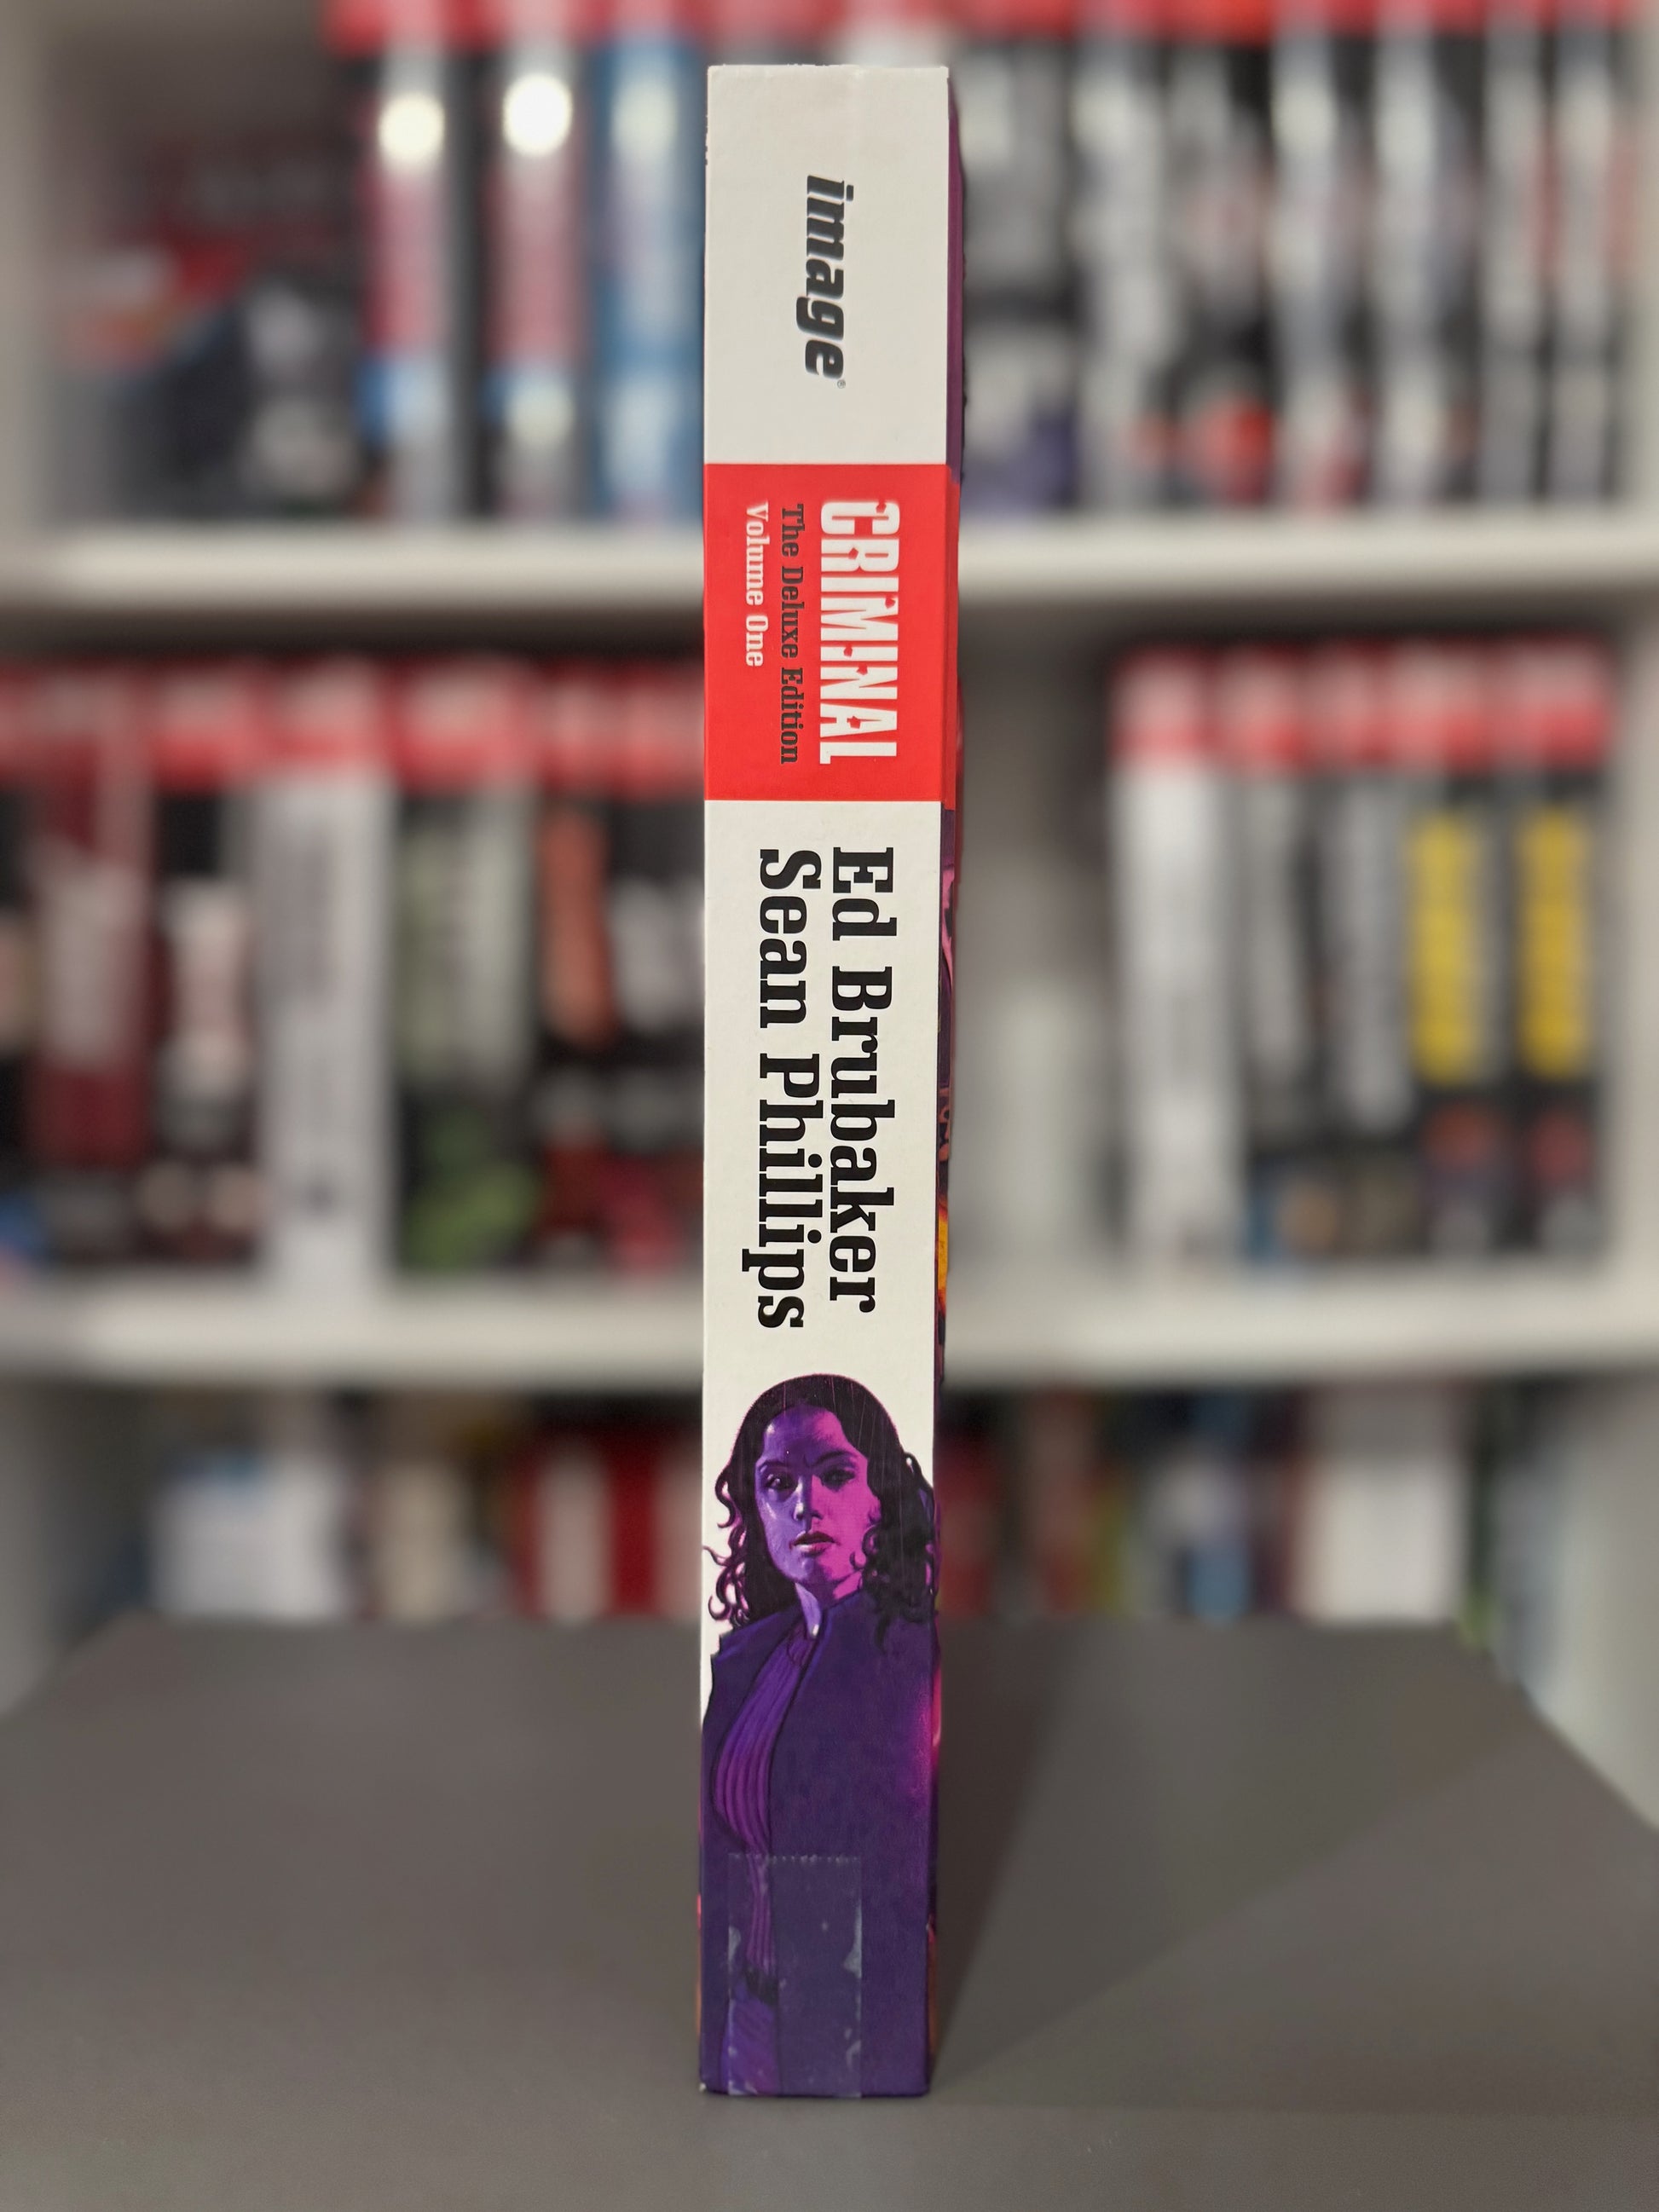 image®
CRIMINAL
The Deluxe Edition
Volume One
Ed Brubaker
Sean Phillips